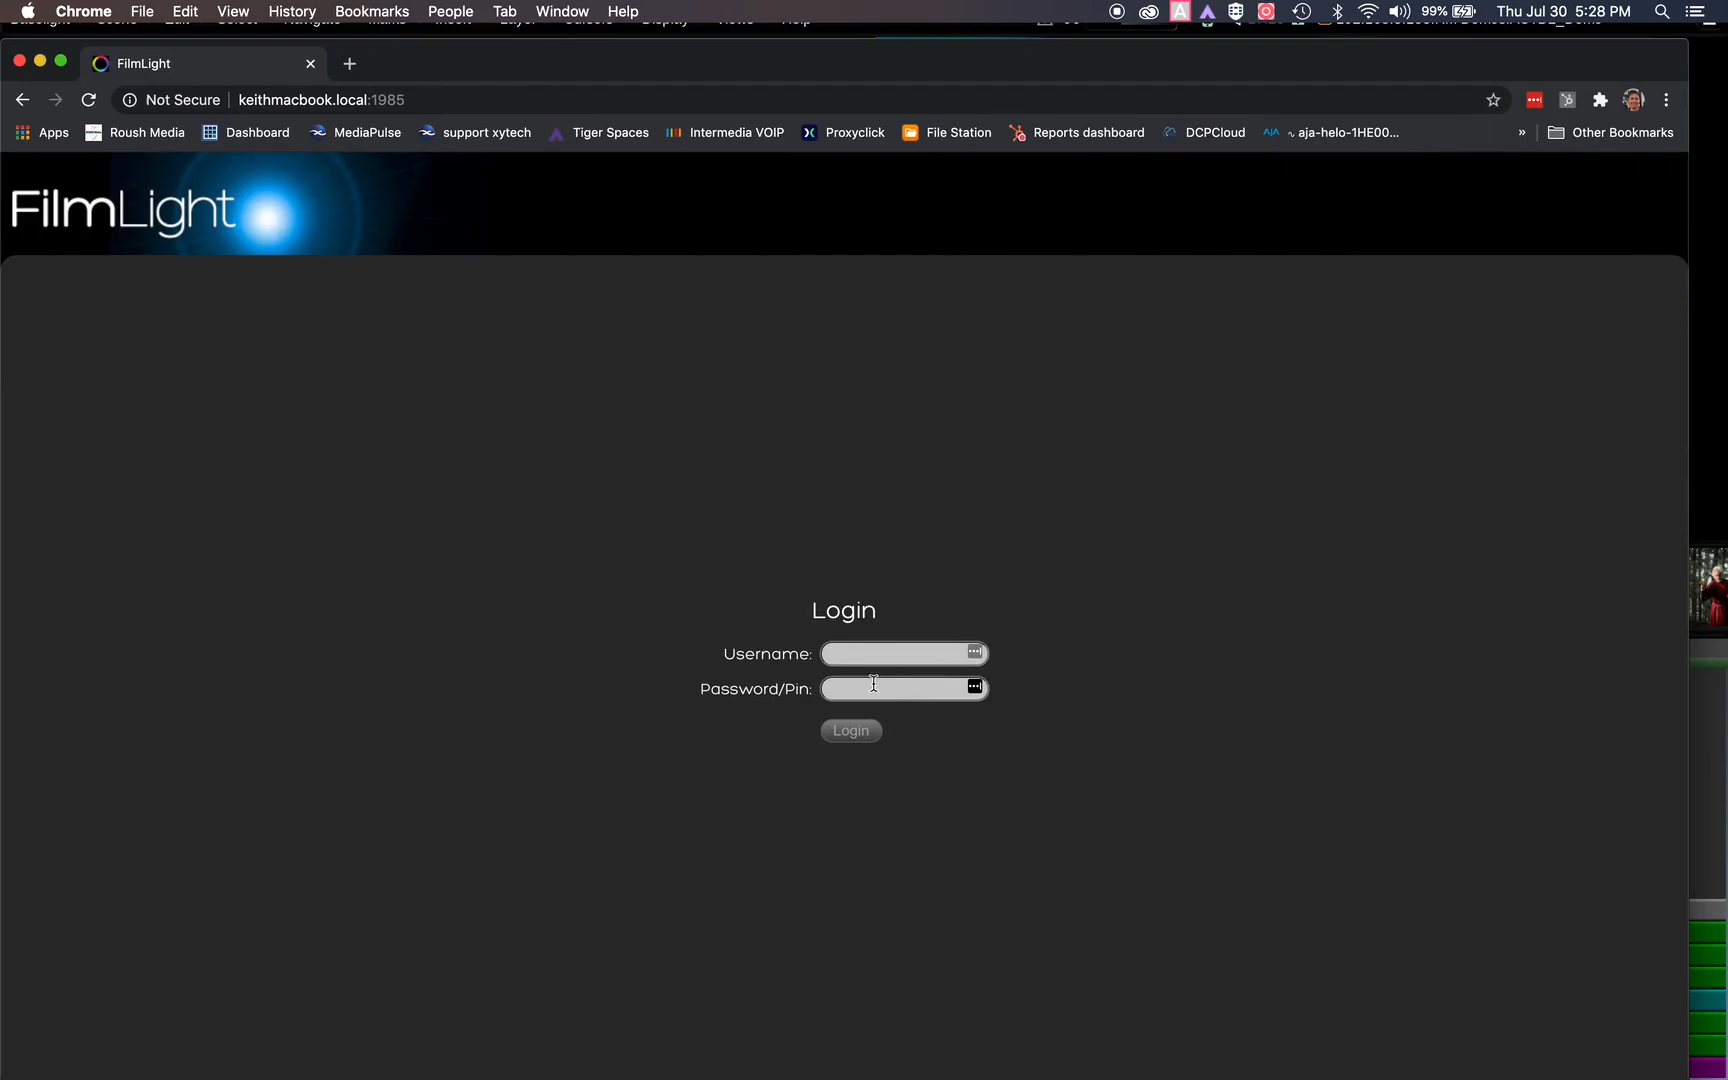 Chrome File Edit View History Bookmarks People Tab Window Help 99% Thu Jul 30 5:28 PM
FilmLight
Not Secure keithmacbook.local:1985
Apps Roush Media Dashboard MediaPulse support xytech Tiger Spaces Intermedia VOIP Proxyclick File Station Reports dashboard DCPCloud AJA aja-helo-1HE00... » Other Bookmarks
FilmLight
Login
Username:
Password/Pin:
Login